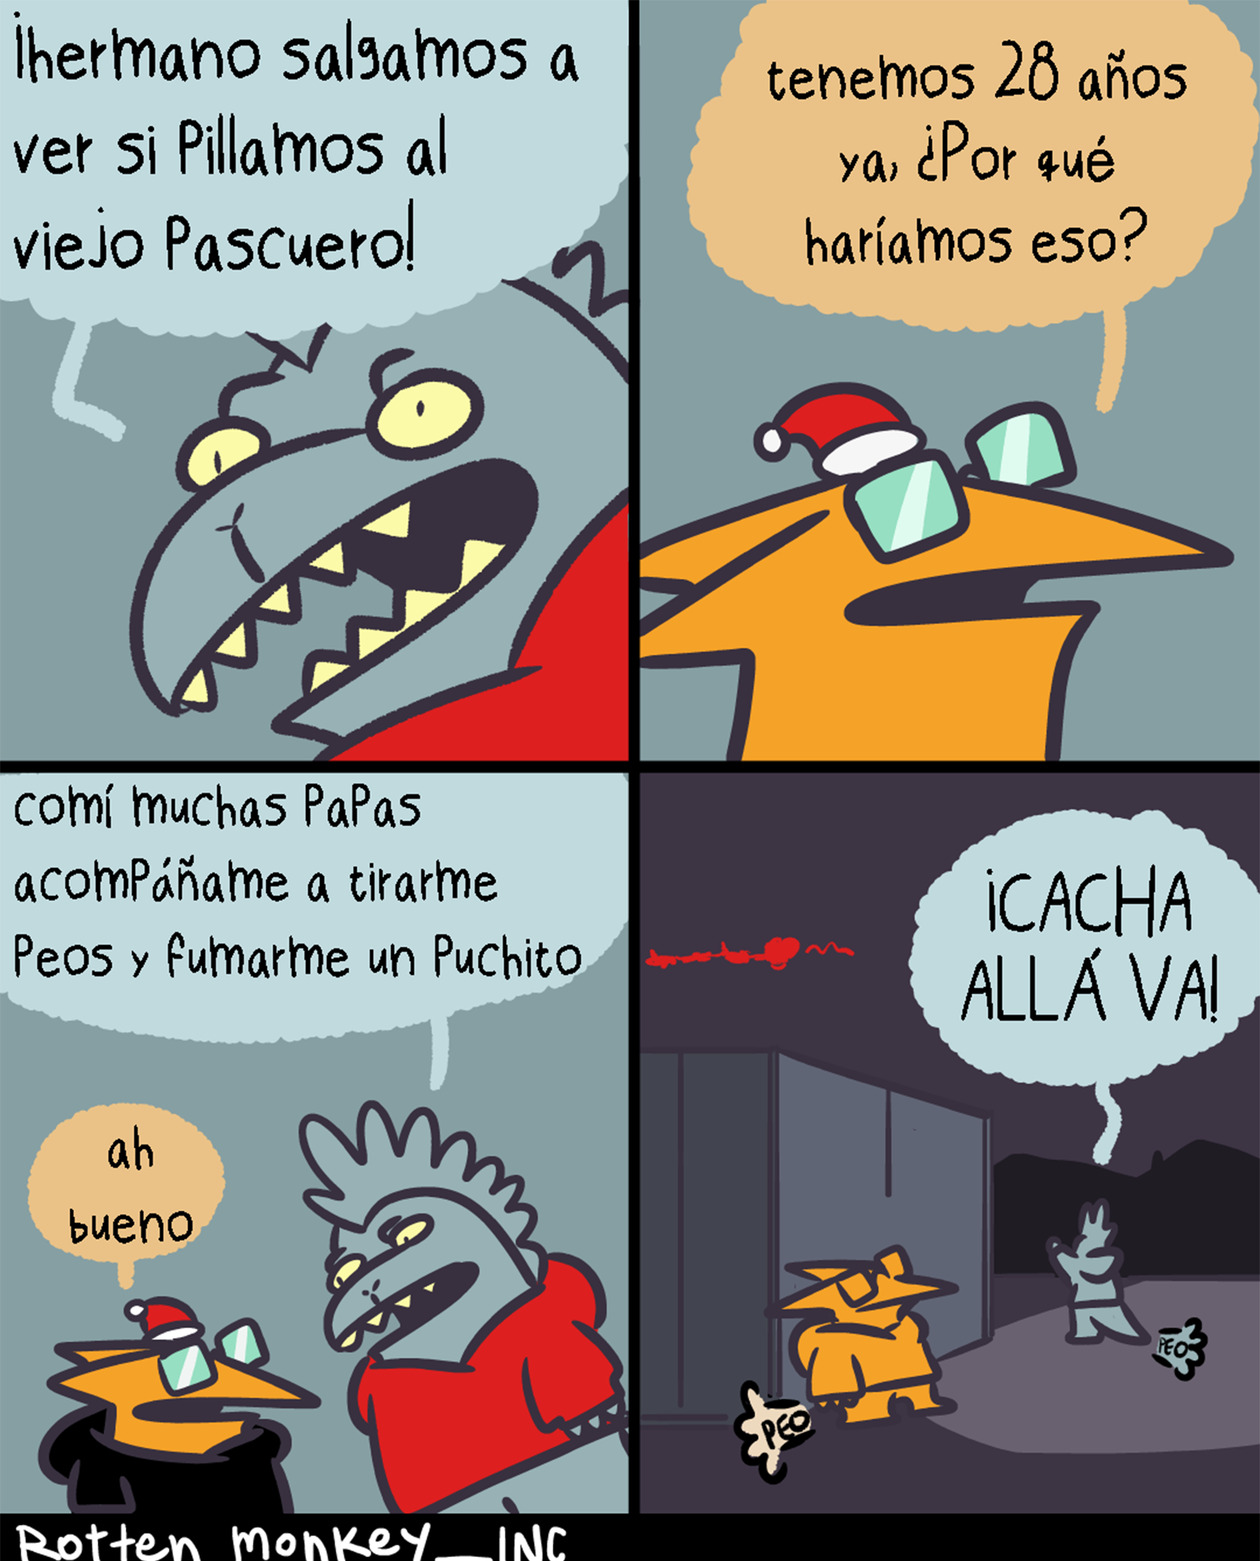 ¡hermano salgamos a
ver si Pillamos al
viejo Pascuero!
tenemos 28 años
ya, ¿Por qué
haríamos eso?
comí muchas PaPas
acomPáñame a tirarme
Peos y fumarme un Puchito
ah
bueno
¡CACHA
ALLÁ VA!
PEO
PEO
Rotten monkey_INC